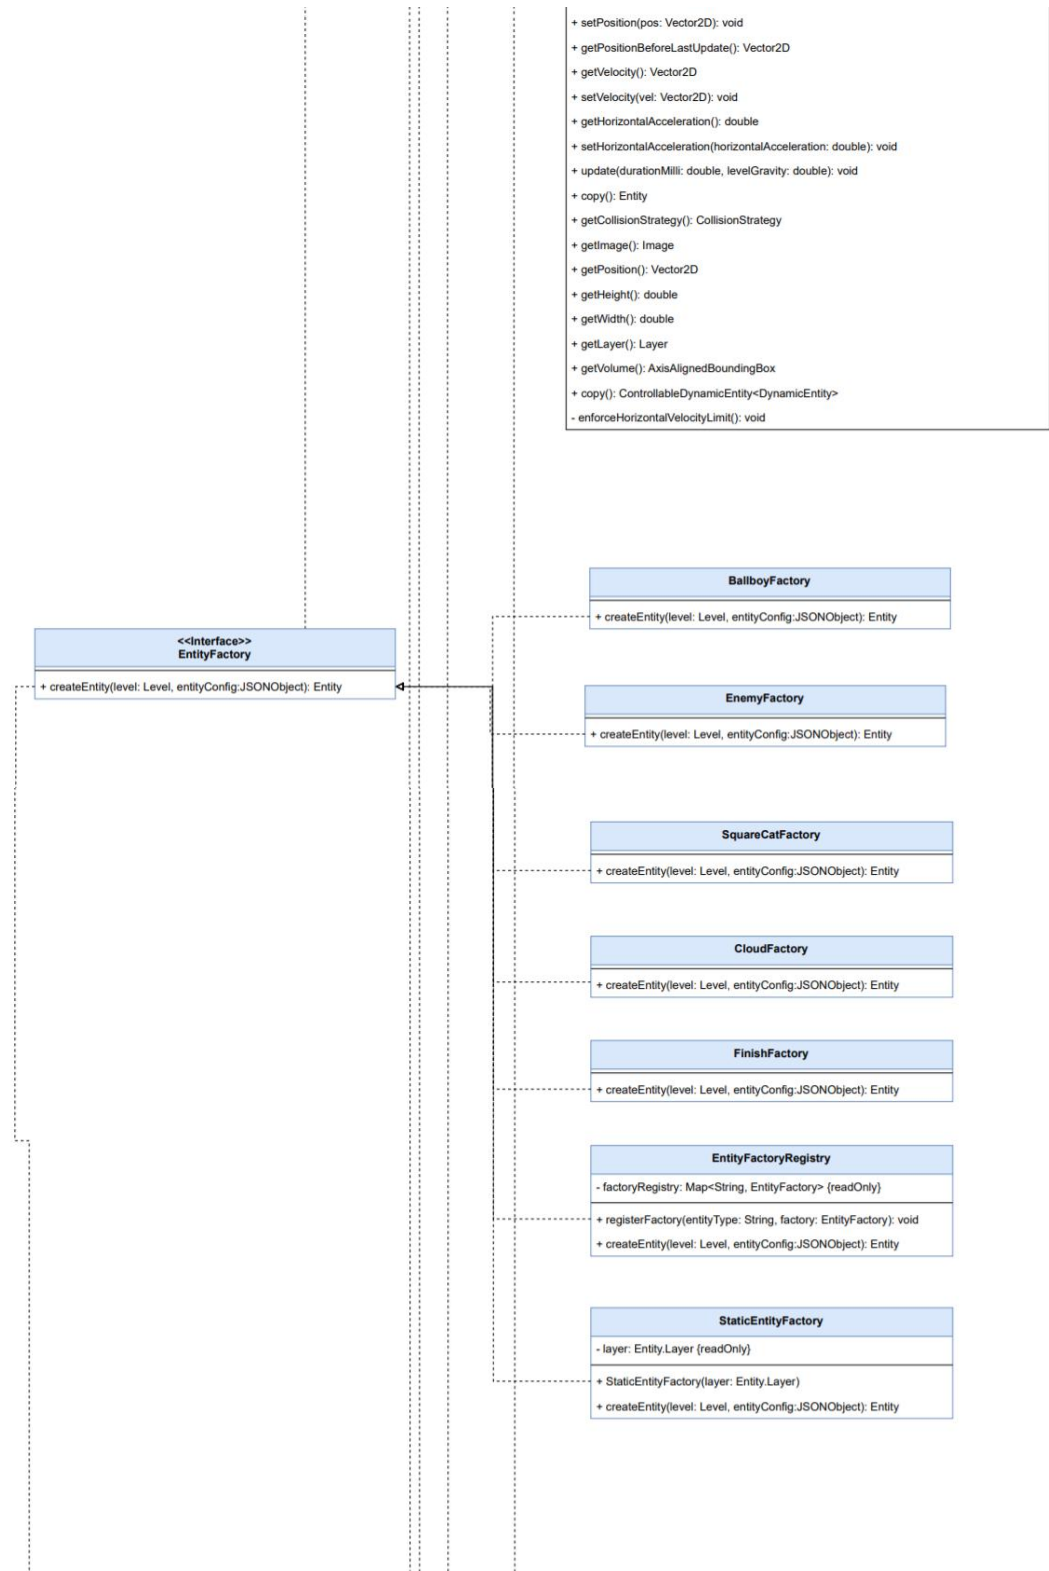 + setPosition(pos: Vector2D): void
+ getPositionBeforeLastUpdate(): Vector2D
+ getVelocity(): Vector2D
+ setVelocity(vel: Vector2D): void
+ getHorizontalAcceleration(): double
+ setHorizontalAcceleration(horizontalAcceleration: double): void
+ update(durationMilli: double, levelGravity: double): void
+ copy(): Entity
+ getCollisionStrategy(): CollisionStrategy
+ getImage(): Image
+ getPosition(): Vector2D
+ getHeight(): double
+ getWidth(): double
+ getLayer(): Layer
+ getVolume(): AxisAlignedBoundingBox
+ copy(): ControllableDynamicEntity<DynamicEntity>
- enforceHorizontalVelocityLimit(): void
<<Interface>>
EntityFactory
+ createEntity(level: Level, entityConfig:JSONObject): Entity
BallboyFactory
+ createEntity(level: Level, entityConfig:JSONObject): Entity
EnemyFactory
+ createEntity(level: Level, entityConfig:JSONObject): Entity
SquareCatFactory
+ createEntity(level: Level, entityConfig:JSONObject): Entity
CloudFactory
+ createEntity(level: Level, entityConfig:JSONObject): Entity
FinishFactory
+ createEntity(level: Level, entityConfig:JSONObject): Entity
EntityFactoryRegistry
- factoryRegistry: Map<String, EntityFactory> {readOnly}
+ registerFactory(entityType: String, factory: EntityFactory): void
+ createEntity(level: Level, entityConfig:JSONObject): Entity
StaticEntityFactory
- layer: Entity.Layer {readOnly}
+ StaticEntityFactory(layer: Entity.Layer)
+ createEntity(level: Level, entityConfig:JSONObject): Entity